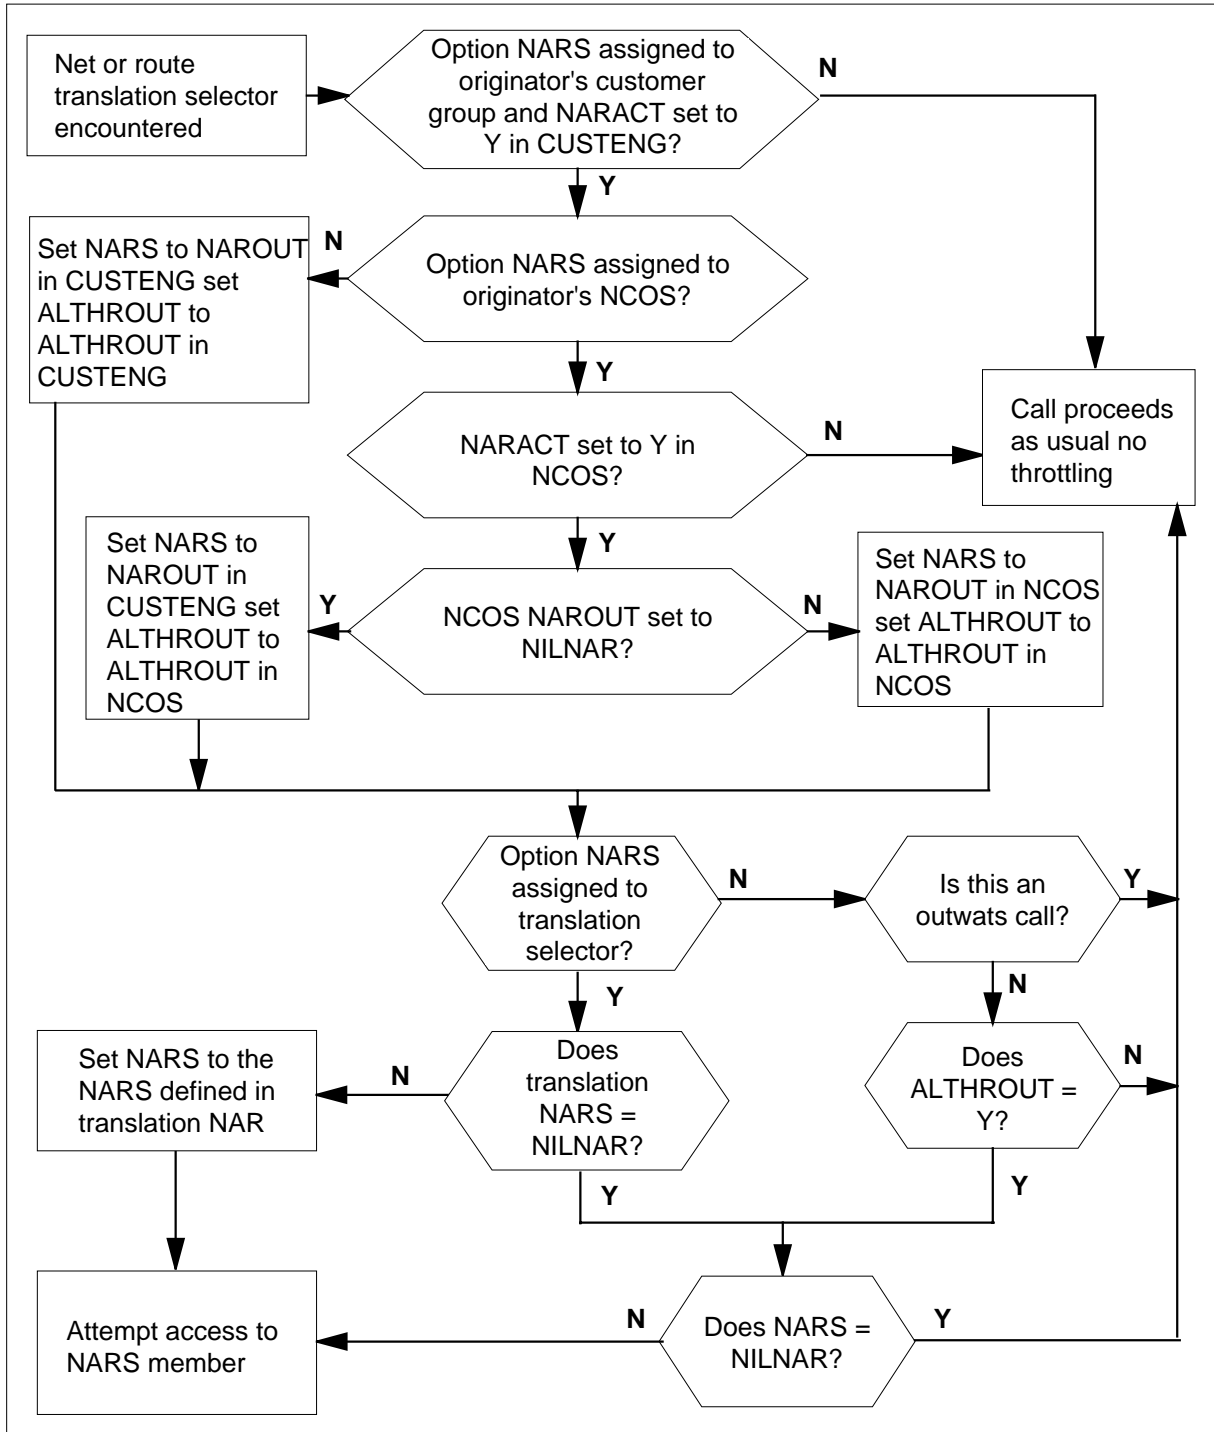 Net or route
translation selector
encountered
Option NARS assigned to
originator's customer
group and NARACT set to
Y in CUSTENG?
N
Y
Set NARS to NAROUT
in CUSTENG set
ALTHROUT to
ALTHROUT in
CUSTENG
N
Option NARS assigned to
originator's NCOS?
Y
NARACT set to Y in
NCOS?
N
Call proceeds
as usual no
throttling
Y
Set NARS to
NAROUT in
CUSTENG set
ALTHROUT to
ALTHROUT in
NCOS
Y
NCOS NAROUT set to
NILNAR?
N
Set NARS to
NAROUT in NCOS
set ALTHROUT to
ALTHROUT in
NCOS
Option NARS
assigned to
translation
selector?
N
Is this an
outwats call?
Y
Y
N
Set NARS to the
NARS defined in
translation NAR
N
Does
translation
NARS =
NILNAR?
Does
ALTHROUT =
Y?
N
Y
Y
Attempt access to
NARS member
N
Does NARS =
NILNAR?
Y